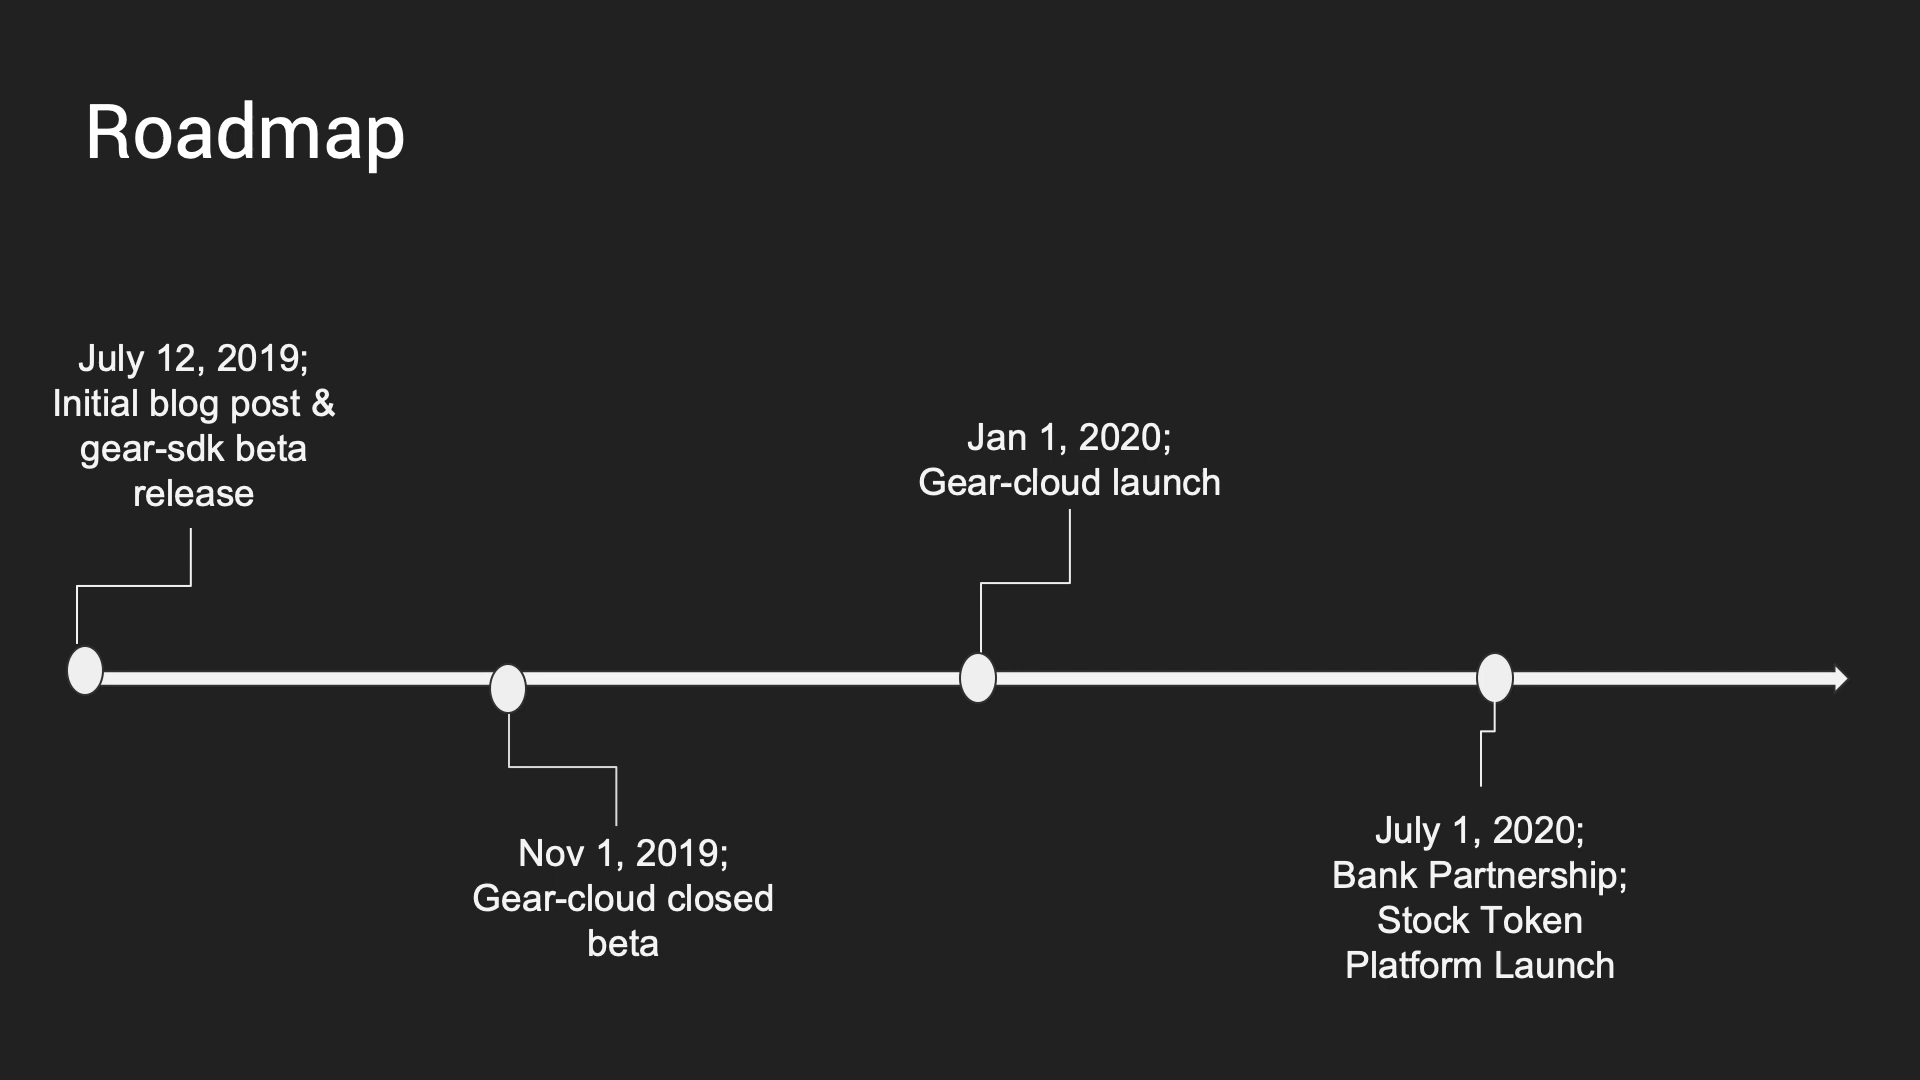 Roadmap
July 12, 2019;
Initial blog post &
gear-sdk beta
release
Nov 1, 2019;
Gear-cloud closed
beta
Jan 1, 2020;
Gear-cloud launch
July 1, 2020;
Bank Partnership;
Stock Token
Platform Launch